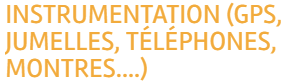 INSTRUMENTATION (GPS,
JUMELLES, TÉLÉPHONES,
MONTRES....)